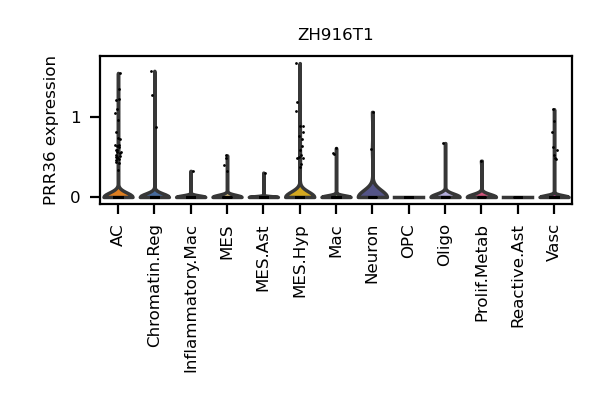 ZH916T1
PRR36 expression
1
0
AC
Chromatin.Reg
Inflammatory.Mac
MES
MES.Ast
MES.Hyp
Mac
Neuron
OPC
Oligo
Prolif.Metab
Reactive.Ast
Vasc